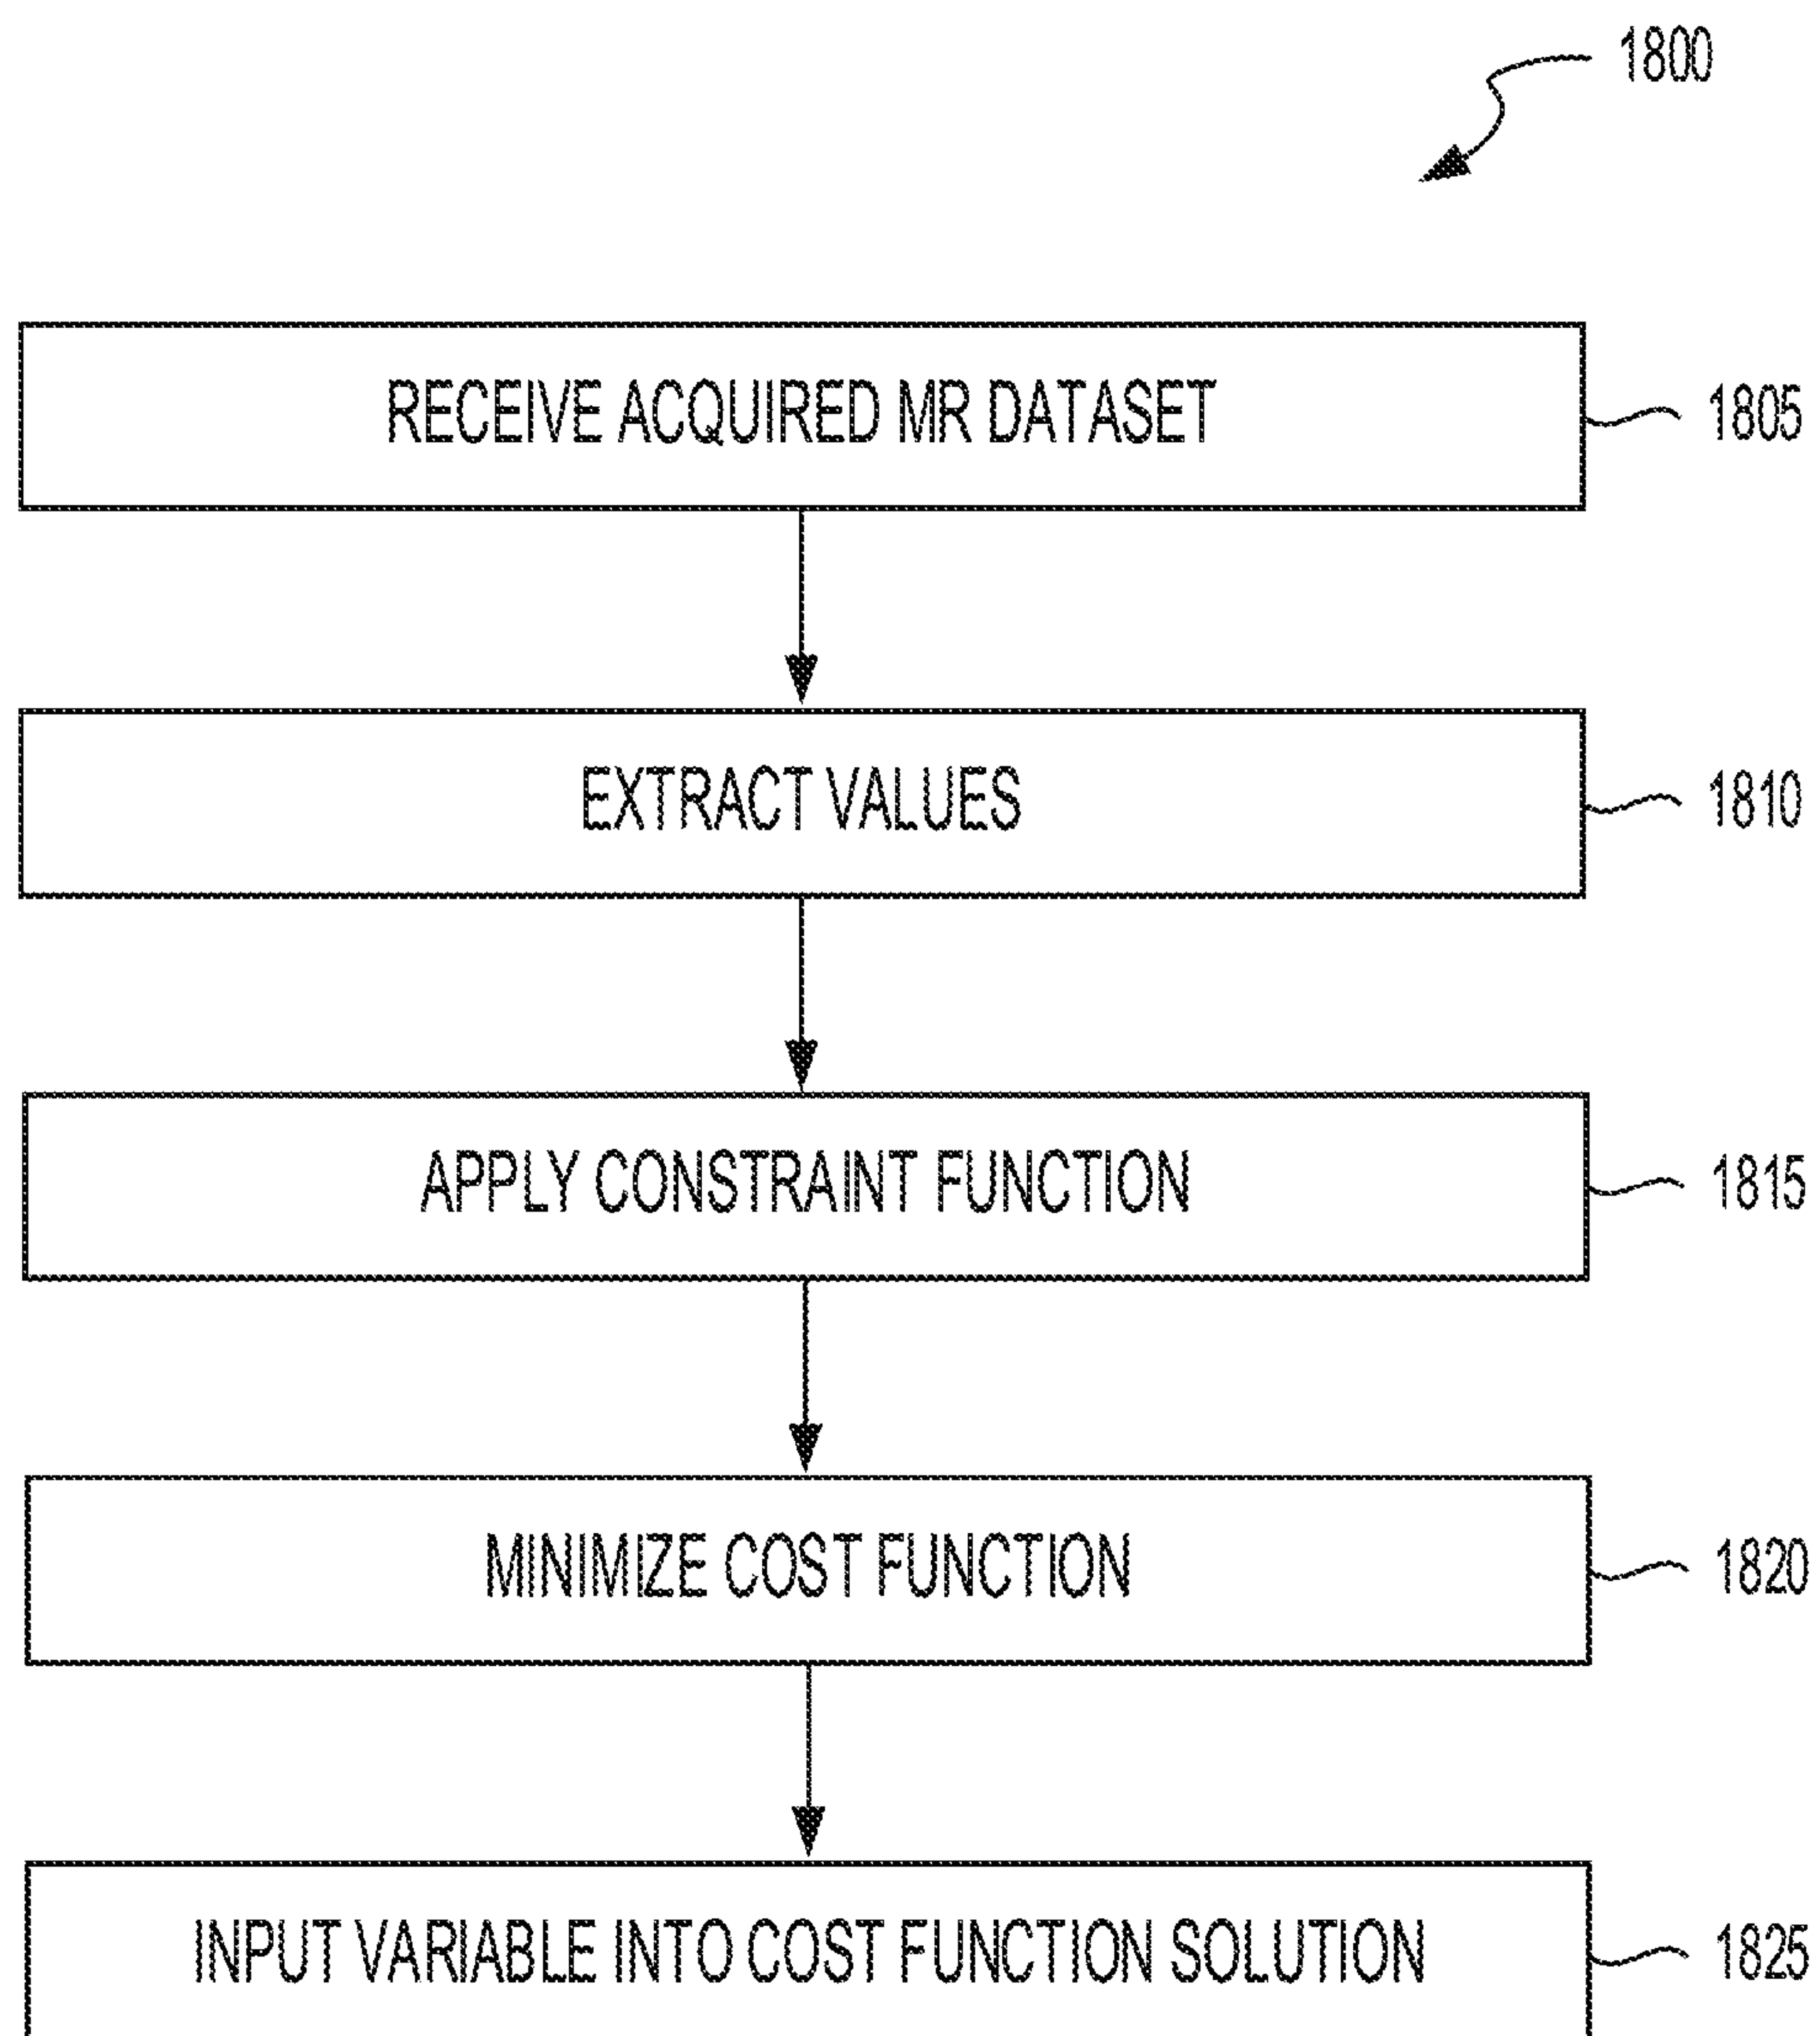 1800
RECEIVE ACQUIRED MR DATASET
1805
EXTRACT VALUES
1810
APPLY CONSTRAINT FUNCTION
1815
MINIMIZE COST FUNCTION
1820
INPUT VARIABLE INTO COST FUNCTION SOLUTION
1825